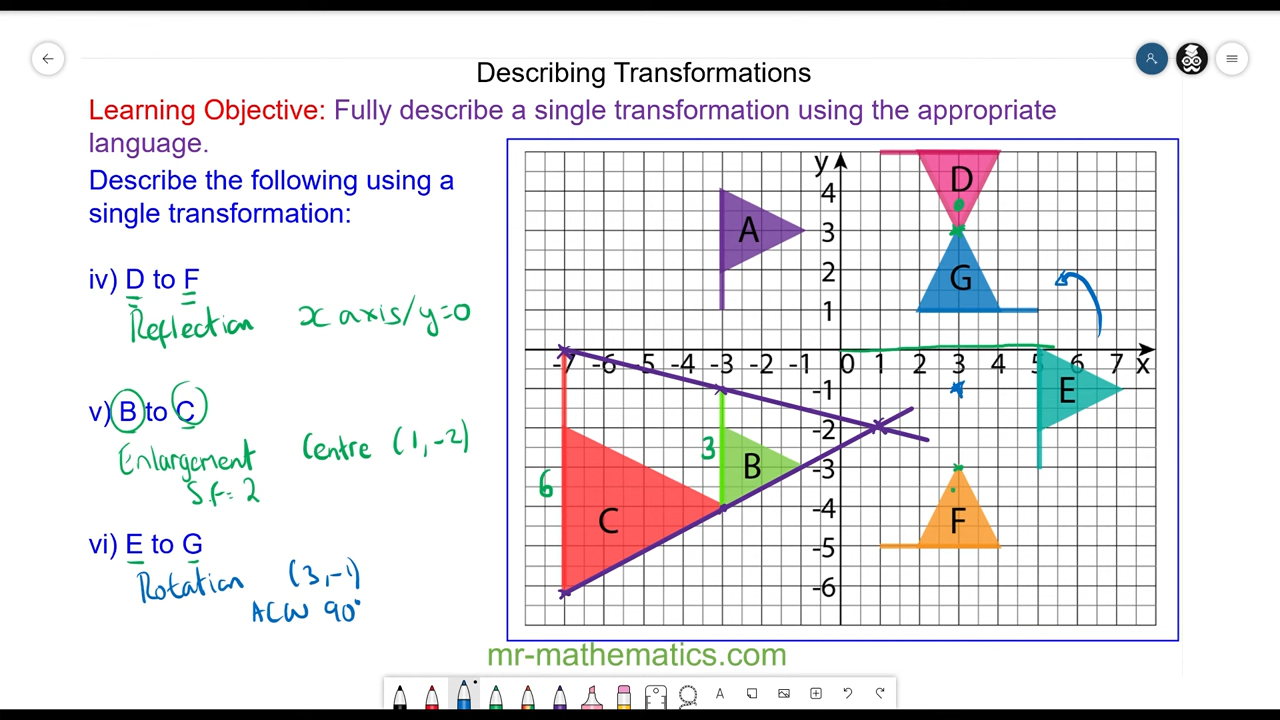 Describing Transformations
Learning Objective: Fully describe a single transformation using the appropriate
language.
Describe the following using a
single transformation:
iv) D to F
Reflection x axis/y=0
v) B to C
Enlargement Centre (1,-2)
S.F= 2
vi) E to G
Rotation (3,-1)
ACW 90°
y
D
4
A
3
3
2
G
1
-7 -6 -5 -4 -3 -2 -1 0 1 2 3 4 5 6 7 x
-1
E
-2
3
B
-3
6
-4
C
F
-5
-6
mr-mathematics.com
A